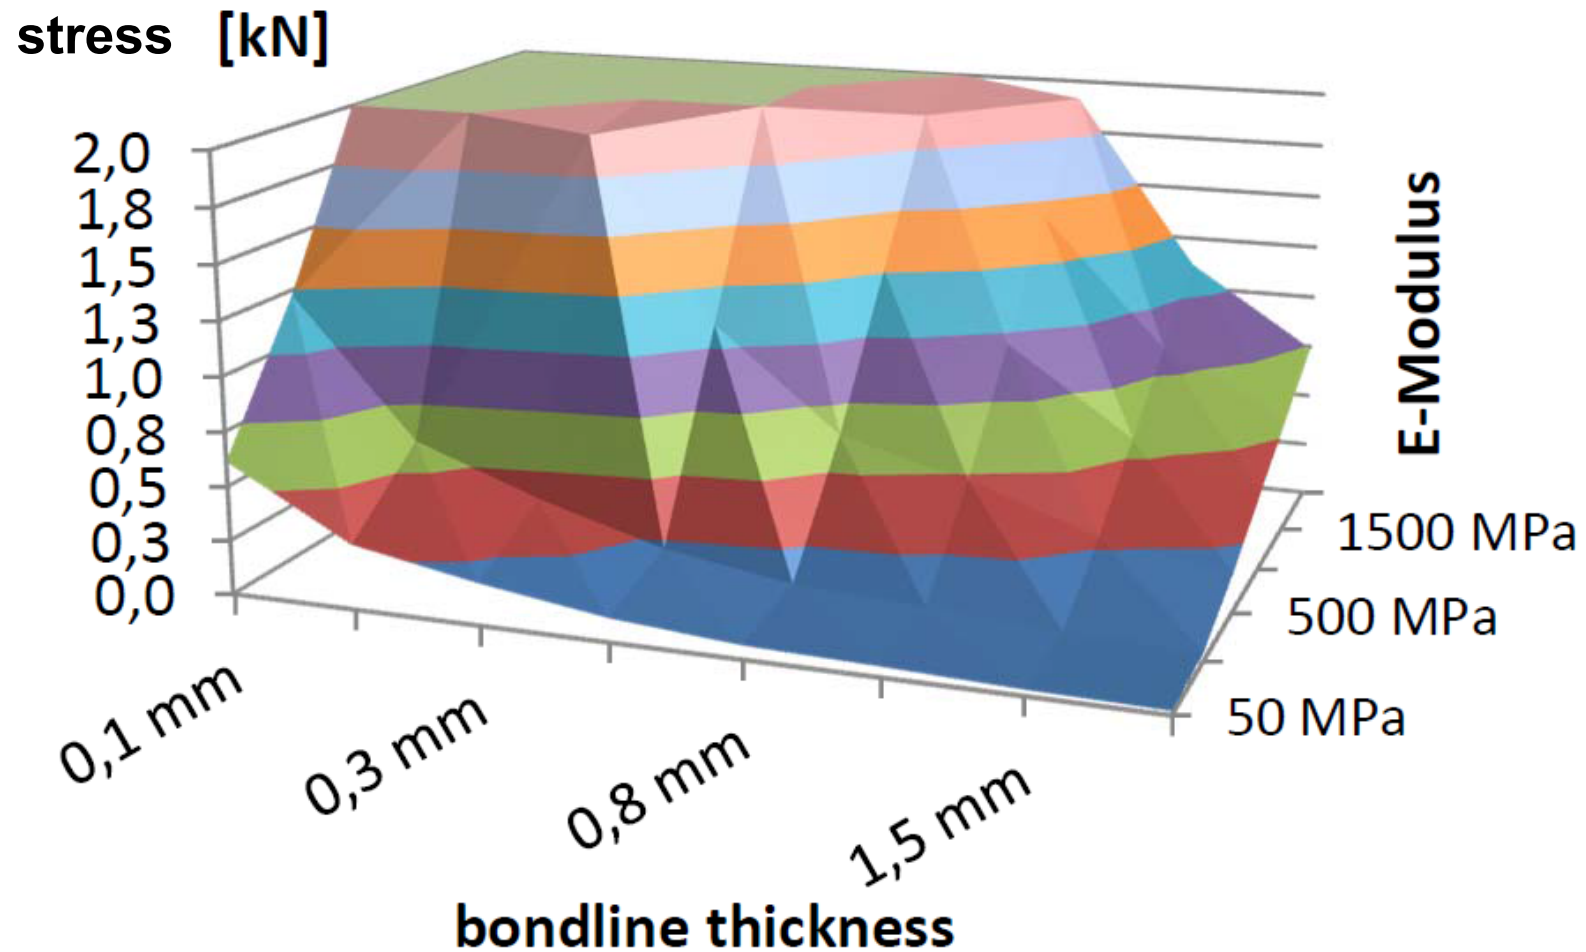 stress [kN]
2,0
1,8
1,5
1,3
1,0
0,8
0,5
0,3
0,0
E-Modulus
1500 MPa
500 MPa
50 MPa
0,1 mm
0,3 mm
0,8 mm
1,5 mm
bondline thickness